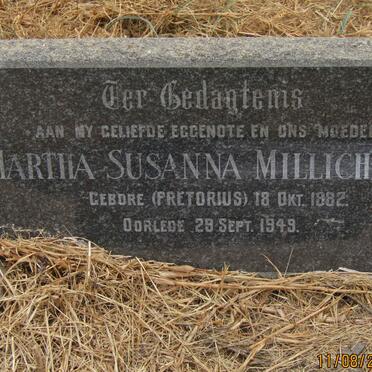 Ter Gedagtenis
AAN MY GELIEFDE EGGENOTE EN ONS MOEDER
MARTHA SUSANNA MILLICH
GEBORE (PRETORIUS) 18 OKT. 1882.
OORLEDE 28 SEPT. 1949.
11/08/2